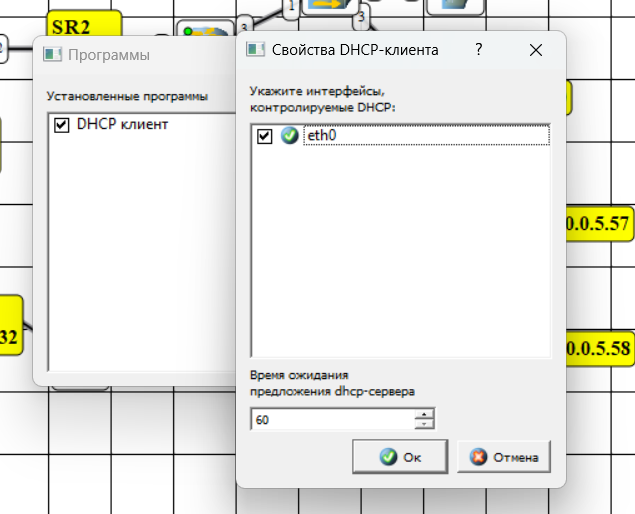 SR2
3
1
3
Программы
Установленные программы
DHCP клиент
Свойства DHCP-клиента
?
Укажите интерфейсы,
контролируемые DHCP:
eth0
Время ожидания
предложения dhcp-сервера
60
Ок
Отмена
0.0.5.57
0.0.5.58
32